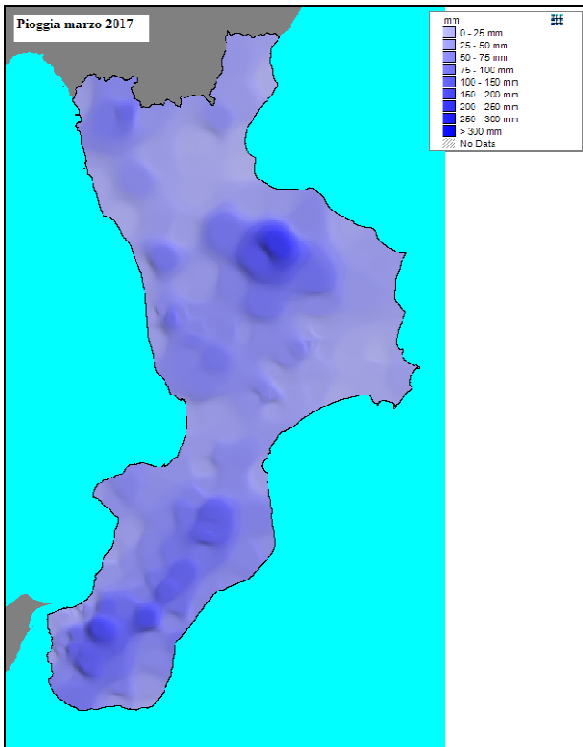 Pioggia marzo 2017
mm
0 - 25 mm
25 - 50 mm
50 - 75 mm
75 - 100 mm
100 - 150 mm
150 - 200 mm
200 - 250 mm
250 - 300 mm
> 300 mm
No Data